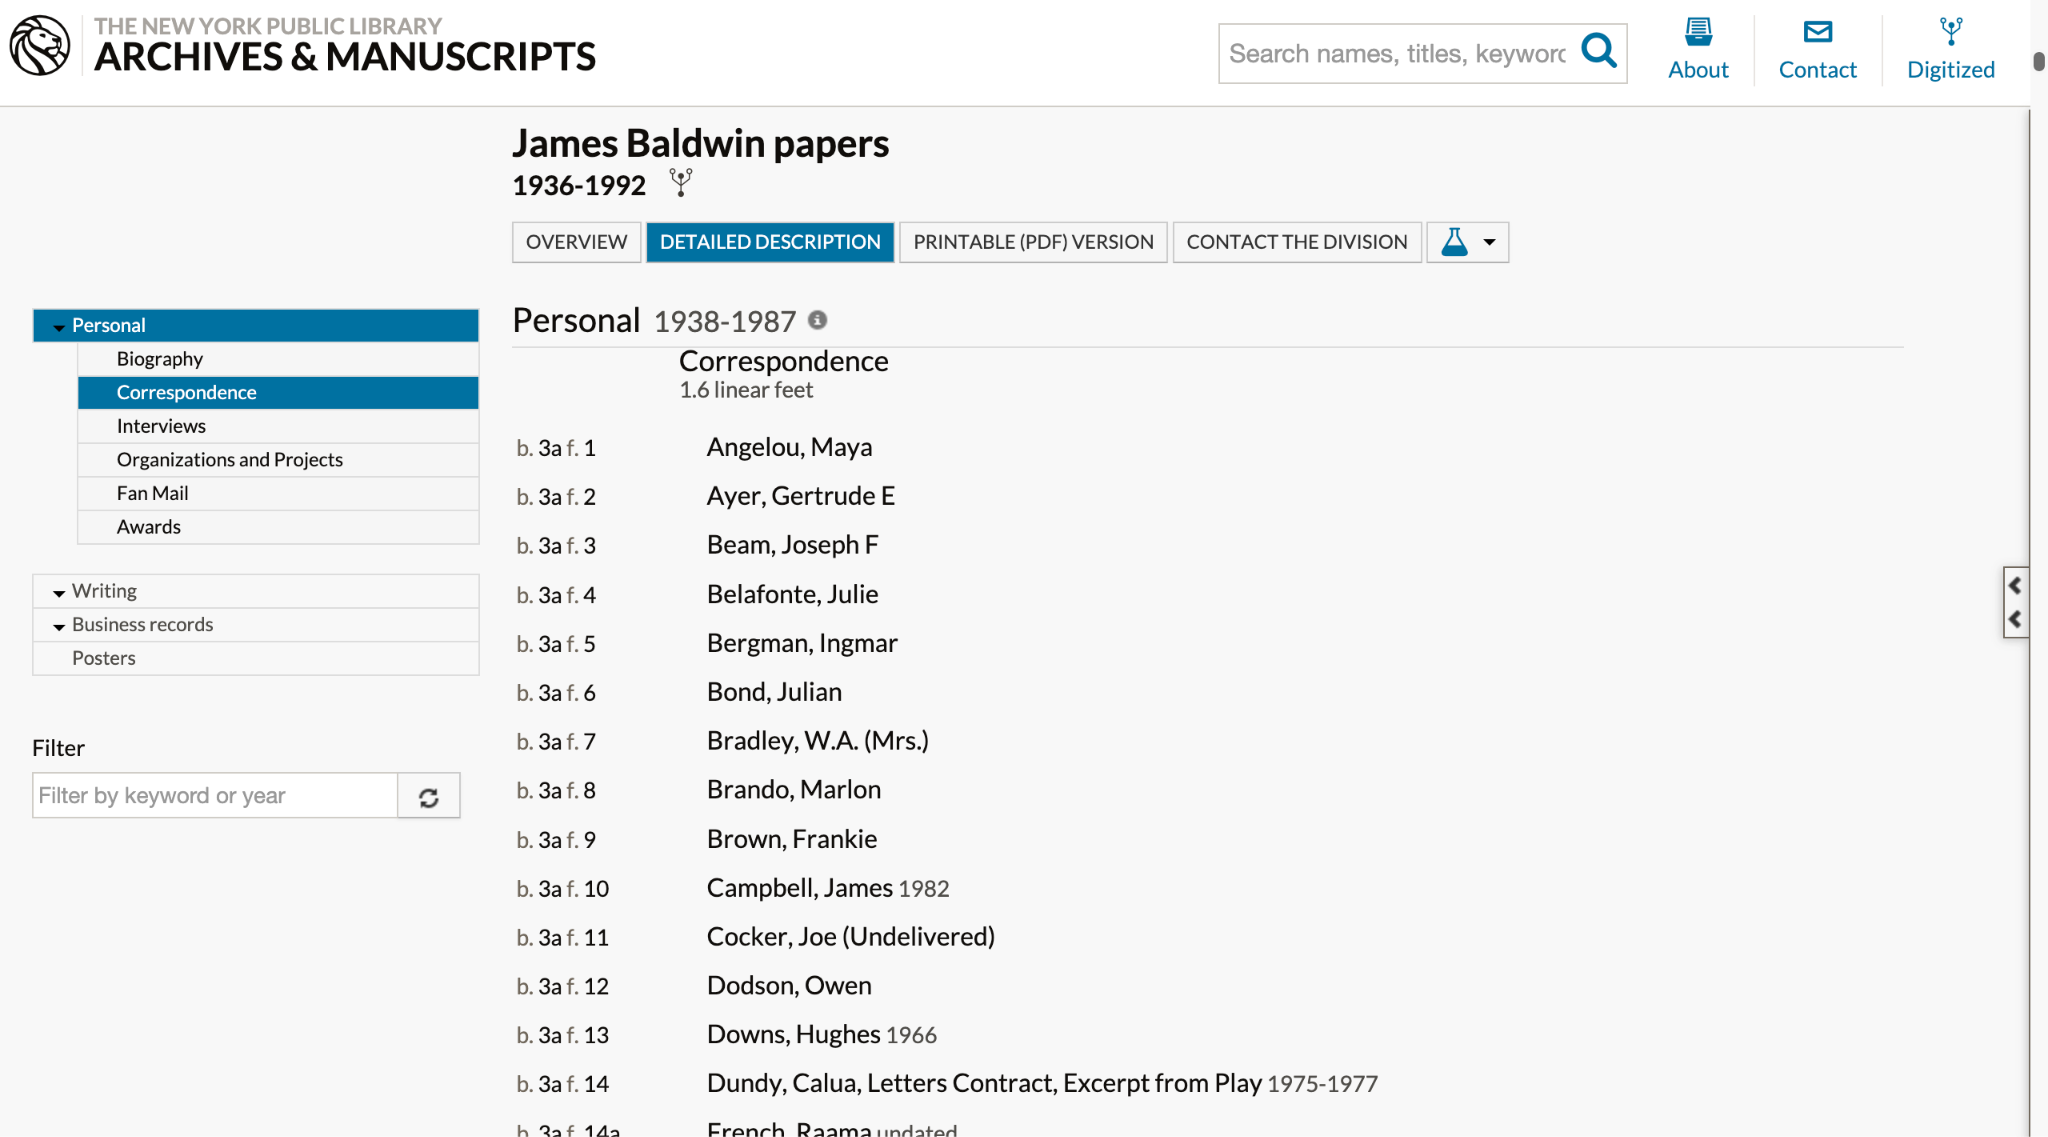 THE NEW YORK PUBLIC LIBRARY
ARCHIVES & MANUSCRIPTS
Search names, titles, keyword
About
Contact
Digitized
James Baldwin papers
1936-1992
OVERVIEW
DETAILED DESCRIPTION
PRINTABLE (PDF) VERSION
CONTACT THE DIVISION
Personal
Biography
Correspondence
Interviews
Organizations and Projects
Fan Mail
Awards
Writing
Business records
Posters
Filter
Filter by keyword or year
Personal 1938-1987
Correspondence
1.6 linear feet
b. 3a f. 1 Angelou, Maya
b. 3a f. 2 Ayer, Gertrude E
b. 3a f. 3 Beam, Joseph F
b. 3a f. 4 Belafonte, Julie
b. 3a f. 5 Bergman, Ingmar
b. 3a f. 6 Bond, Julian
b. 3a f. 7 Bradley, W.A. (Mrs.)
b. 3a f. 8 Brando, Marlon
b. 3a f. 9 Brown, Frankie
b. 3a f. 10 Campbell, James 1982
b. 3a f. 11 Cocker, Joe (Undelivered)
b. 3a f. 12 Dodson, Owen
b. 3a f. 13 Downs, Hughes 1966
b. 3a f. 14 Dundy, Calua, Letters Contract, Excerpt from Play 1975-1977
b. 3a f. 14a French, Raama undated